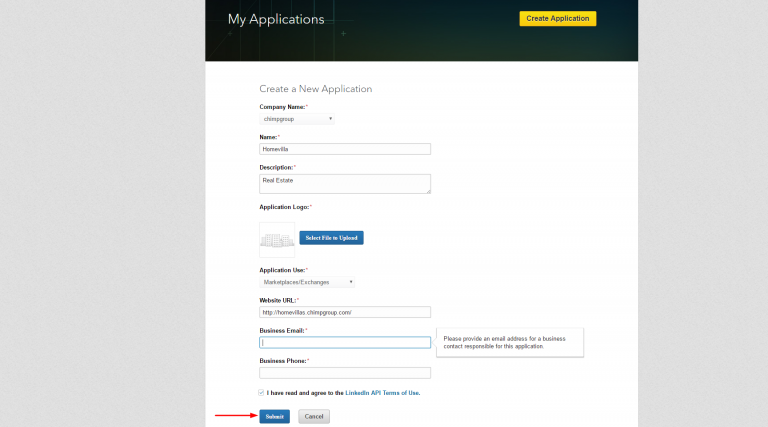 My Applications
Create Application
Create a New Application
Company Name:*
chimpgroup
Name:*
Homevilla
Description:*
Real Estate
Application Logo:*
Select File to Upload
Application Use:*
Marketplaces/Exchanges
Website URL:*
http://homevillas.chimpgroup.com/
Business Email:*
Please provide an email address for a business
contact responsible for this application.
Business Phone:*
I have read and agree to the LinkedIn API Terms of Use.
Submit
Cancel